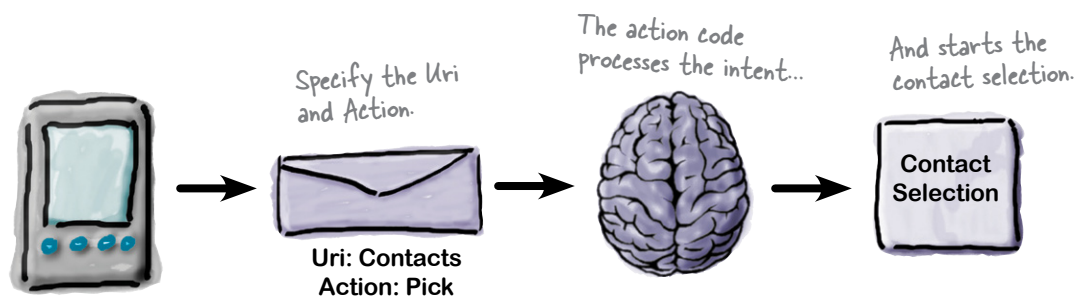 Specify the Uri
and Action.
Uri: Contacts
Action: Pick
The action code
processes the intent...
And starts the
contact selection.
Contact
Selection